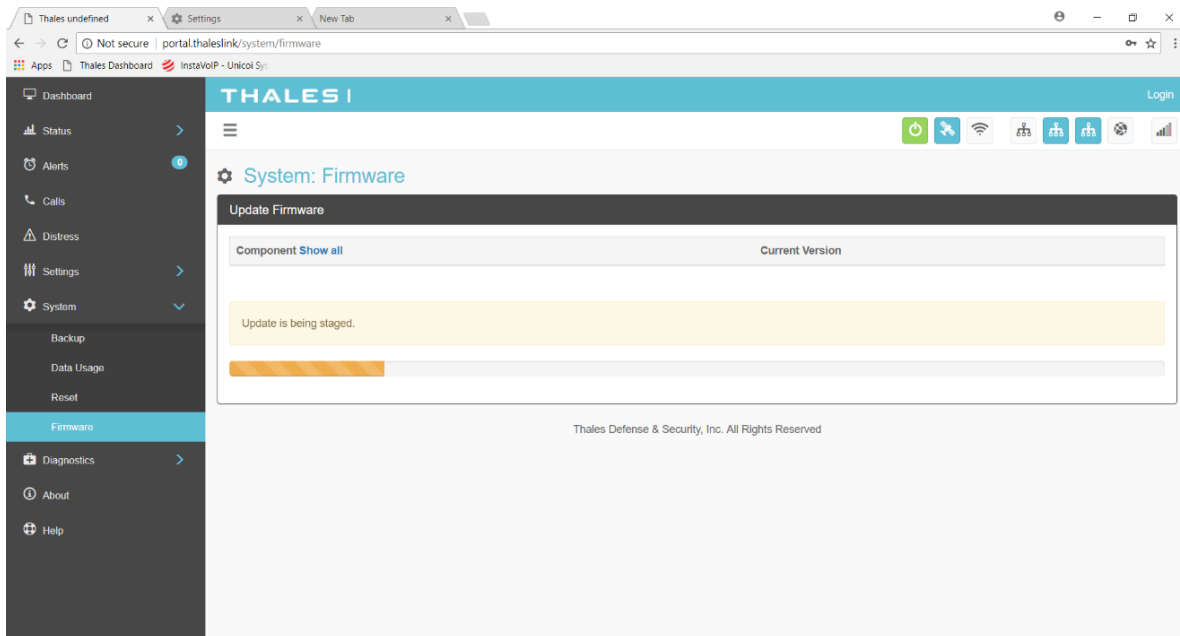 Thales undefined
Settings
New Tab
Not secure | portal.thaleslink/system/firmware
Apps Thales Dashboard InstaVoIP - Unicoi Sys
Dashboard
THALES
Login
Status
Alerts 0
System: Firmware
Calls
Update Firmware
Distress
Component Show all Current Version
Settings
System
Update is being staged.
Backup
Data Usage
Reset
Firmware
Thales Defense & Security, Inc. All Rights Reserved
Diagnostics
About
Help